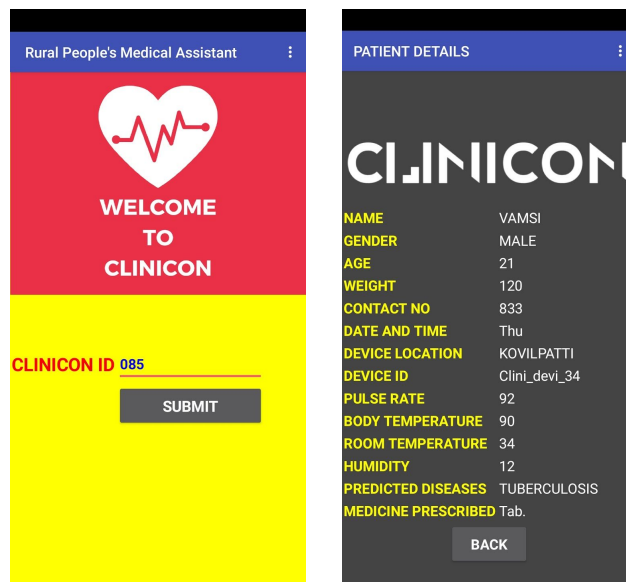 Rural People's Medical Assistant
WELCOME
TO
CLINICON
CLINICON ID 085
SUBMIT
PATIENT DETAILS
CLINICON
NAME VAMSI
GENDER MALE
AGE 21
WEIGHT 120
CONTACT NO 833
DATE AND TIME Thu
DEVICE LOCATION KOVILPATTI
DEVICE ID Clini_devi_34
PULSE RATE 92
BODY TEMPERATURE 90
ROOM TEMPERATURE 34
HUMIDITY 12
PREDICTED DISEASES TUBERCULOSIS
MEDICINE PRESCRIBED Tab.
BACK